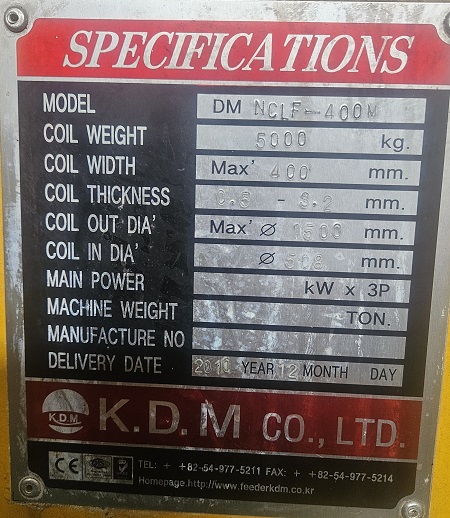 SPECIFICATIONS
MODEL DM NCLF-400M
COIL WEIGHT 5000 kg.
COIL WIDTH Max' 400 mm.
COIL THICKNESS - 3.2 mm.
COIL OUT DIA' Max' Ø 1500 mm.
COIL IN DIA' Ø 508 mm.
MAIN POWER kW x 3P
MACHINE WEIGHT TON.
MANUFACTURE NO
DELIVERY DATE YEAR 12 MONTH DAY
K.D.M K.D.M CO., LTD.
CE TEL: + +82-54-977-5211 FAX: + +82-54-977-5214
Homepage.http://www.feederkdm.co.kr